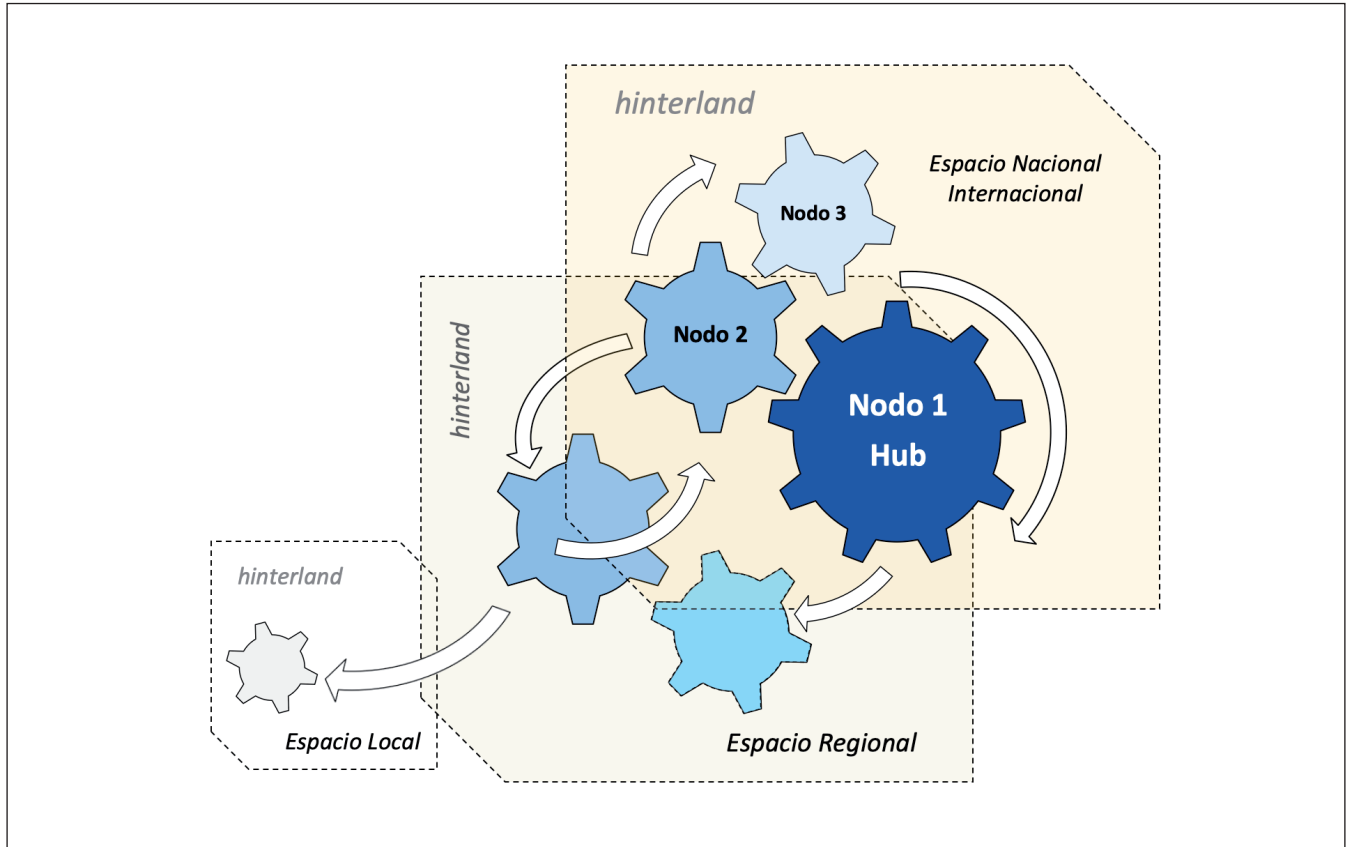 hinterland
Espacio Nacional
Internacional
Nodo 3
Nodo 2
hinterland
Nodo 1
Hub
hinterland
Espacio Local
Espacio Regional